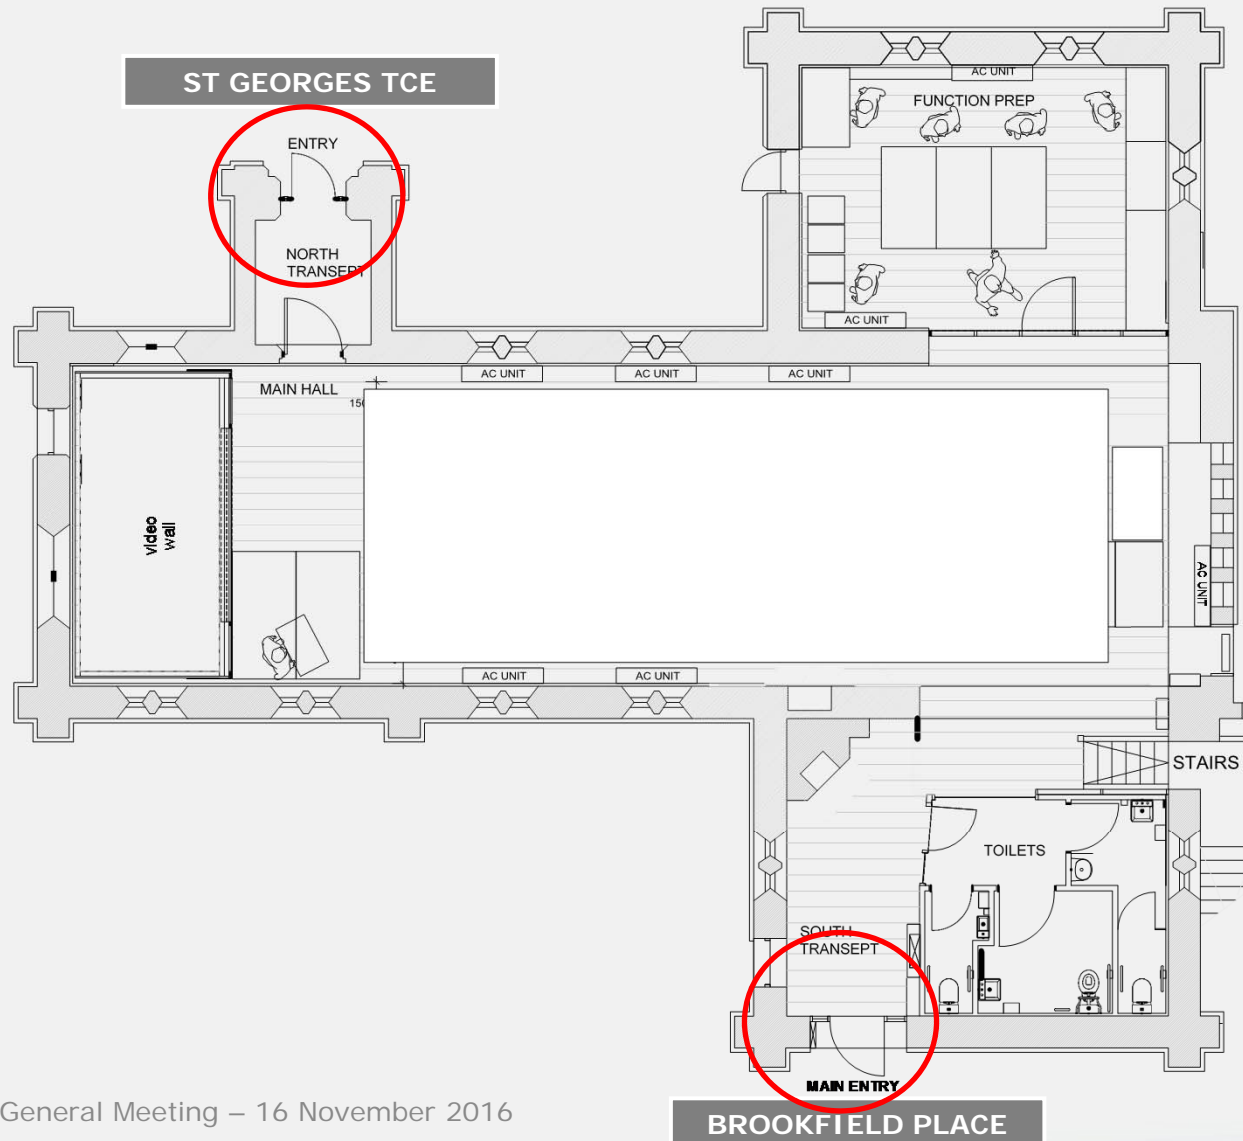 ST GEORGES TCE
AC UNIT
FUNCTION PREP
ENTRY
NORTH
TRANSEPT
AC UNIT
MAIN HALL
AC UNIT
AC UNIT
AC UNIT
video
wall
AC UNIT
AC UNIT
AC UNIT
STAIRS
TOILETS
SOUTH
TRANSEPT
MAIN ENTRY
General Meeting – 16 November 2016
BROOKFIELD PLACE